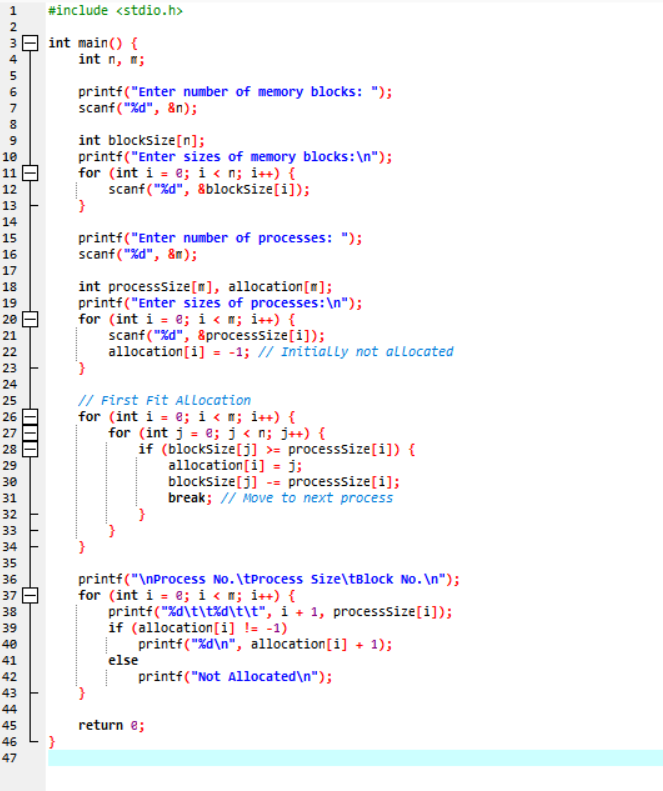 1 #include <stdio.h>
2
3 int main() {
4     int n, m;
5
6     printf("Enter number of memory blocks: ");
7     scanf("%d", &n);
8
9     int blockSize[n];
10     printf("Enter sizes of memory blocks:\n");
11     for (int i = 0; i < n; i++) {
12         scanf("%d", &blockSize[i]);
13     }
14
15     printf("Enter number of processes: ");
16     scanf("%d", &m);
17
18     int processSize[m], allocation[m];
19     printf("Enter sizes of processes:\n");
20     for (int i = 0; i < m; i++) {
21         scanf("%d", &processSize[i]);
22         allocation[i] = -1; // Initially not allocated
23     }
24
25     // First Fit Allocation
26     for (int i = 0; i < m; i++) {
27         for (int j = 0; j < n; j++) {
28             if (blockSize[j] >= processSize[i]) {
29                 allocation[i] = j;
30                 blockSize[j] -= processSize[i];
31                 break; // Move to next process
32             }
33         }
34     }
35
36     printf("\nProcess No.\tProcess Size\tBlock No.\n");
37     for (int i = 0; i < m; i++) {
38         printf("%d\t\t%d\t\t", i + 1, processSize[i]);
39         if (allocation[i] != -1)
40             printf("%d\n", allocation[i] + 1);
41         else
42             printf("Not Allocated\n");
43     }
44
45     return 0;
46 }
47